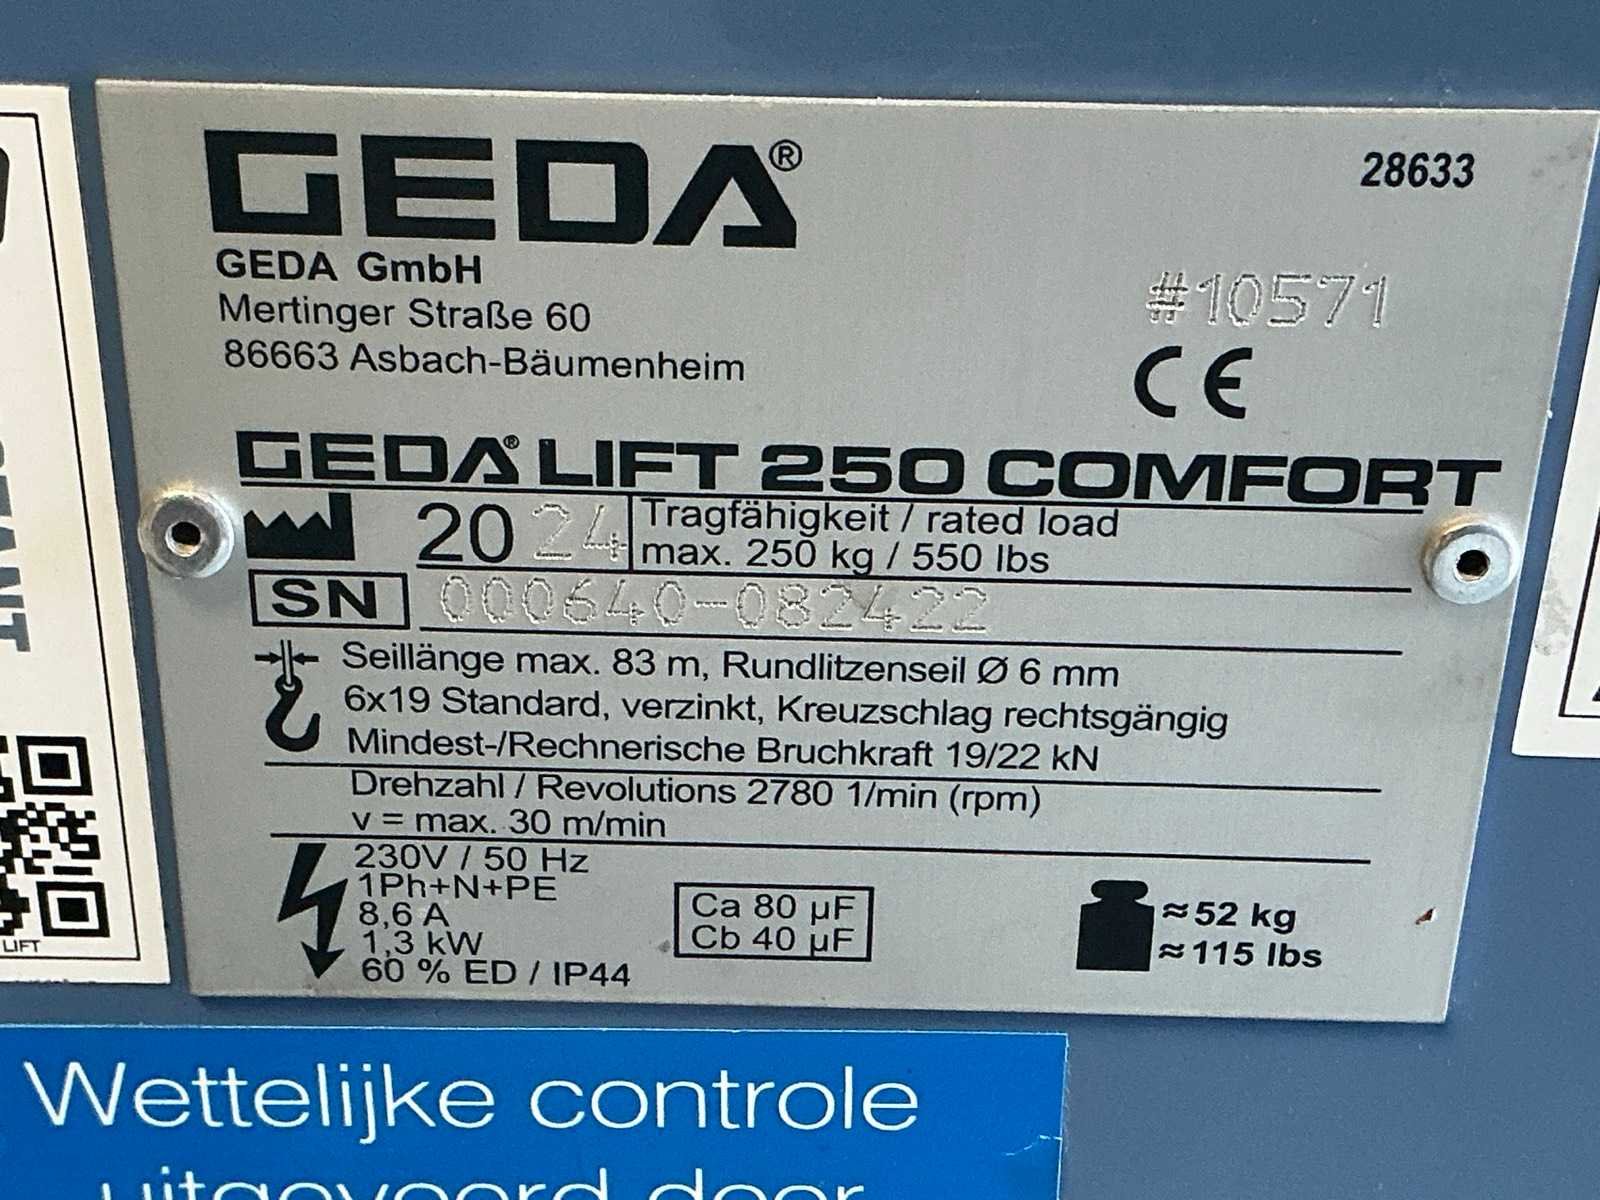 GEDA®
28633
GEDA GmbH
Mertinger Straße 60
86663 Asbach-Bäumenheim
#10571
CE
GEDA® LIFT 250 COMFORT
2024
Tragfähigkeit / rated load
max. 250 kg / 550 lbs
SN 000640-082422
Seillänge max. 83 m, Rundlitzenseil Ø 6 mm
6x19 Standard, verzinkt, Kreuzschlag rechtsgängig
Mindest-/Rechnerische Bruchkraft 19/22 kN
Drehzahl / Revolutions 2780 1/min (rpm)
v = max. 30 m/min
230V / 50 Hz
1Ph+N+PE
8,6 A
1,3 kW
60 % ED / IP44
Ca 80 µF
Cb 40 µF
≈52 kg
≈115 lbs
LIFT
Wettelijke controle
uitgevoerd door